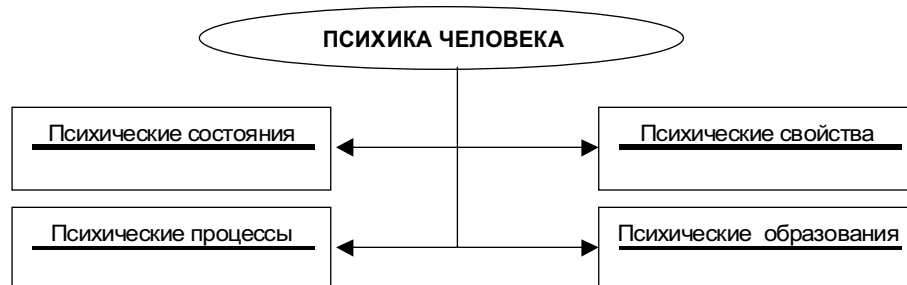 ПСИХИКА ЧЕЛОВЕКА
Психические состояния
Психические свойства
Психические процессы
Психические образования